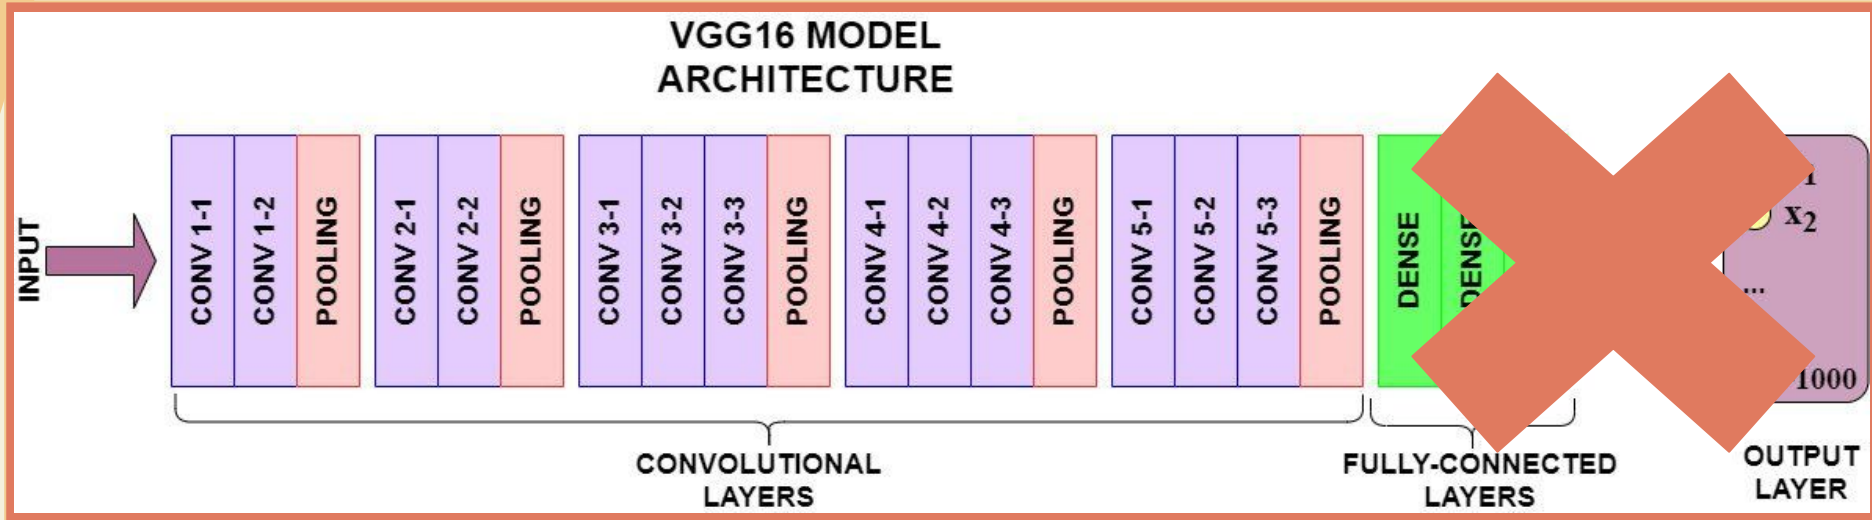 VGG16 MODEL
ARCHITECTURE
INPUT
CONV 1-1
CONV 1-2
POOLING
CONV 2-1
CONV 2-2
POOLING
CONV 3-1
CONV 3-2
CONV 3-3
POOLING
CONV 4-1
CONV 4-2
CONV 4-3
POOLING
CONV 5-1
CONV 5-2
CONV 5-3
POOLING
DENSE
DENSE
1
x2
...
1000
CONVOLUTIONAL
LAYERS
FULLY-CONNECTED
LAYERS
OUTPUT
LAYER